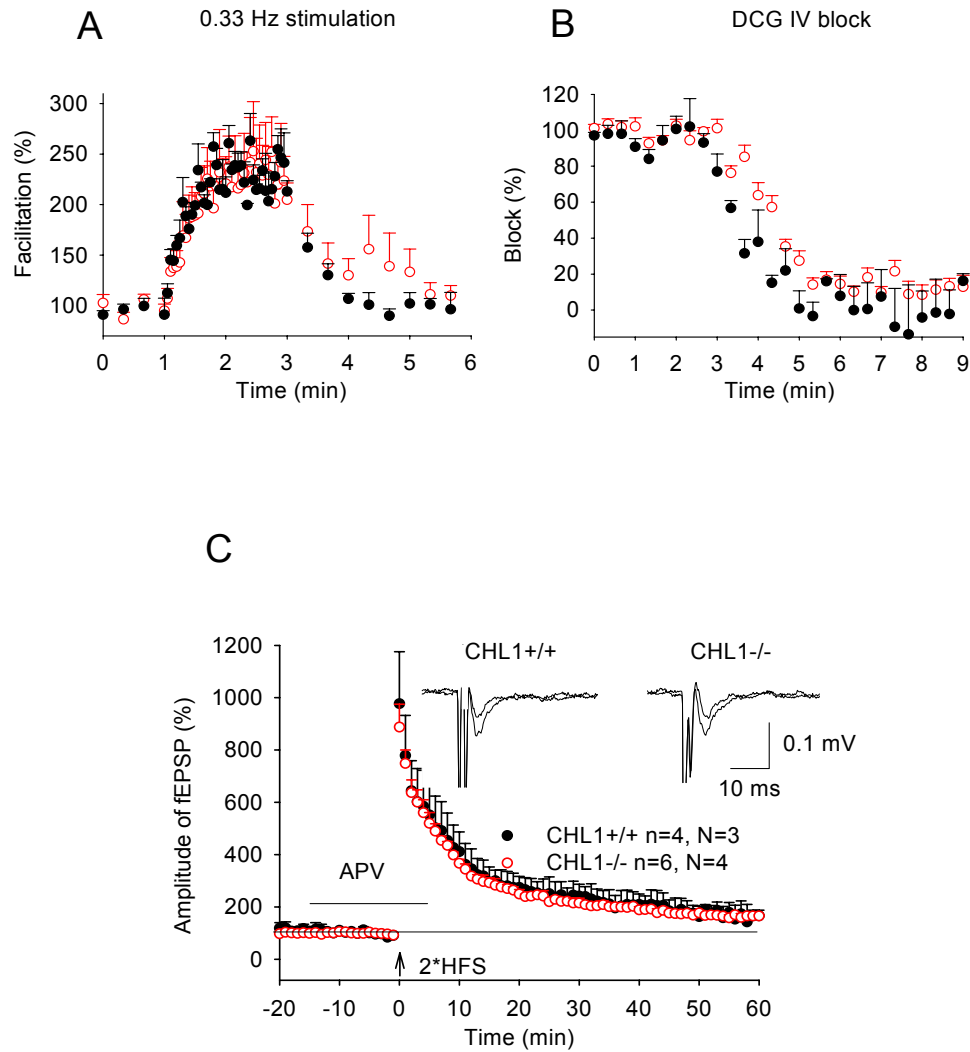 A
0.33 Hz stimulation
Facilitation (%)
300
250
200
150
100
0 1 2 3 4 5 6
Time (min)
B
DCG IV block
Block (%)
120
100
80
60
40
20
0
0 1 2 3 4 5 6 7 8 9
Time (min)
C
Amplitude of fEPSP (%)
1200
1000
800
600
400
200
0
CHL1+/+
CHL1-/-
0.1 mV
10 ms
CHL1+/+ n=4, N=3
CHL1-/- n=6, N=4
APV
2*HFS
-20 -10 0 10 20 30 40 50 60
Time (min)